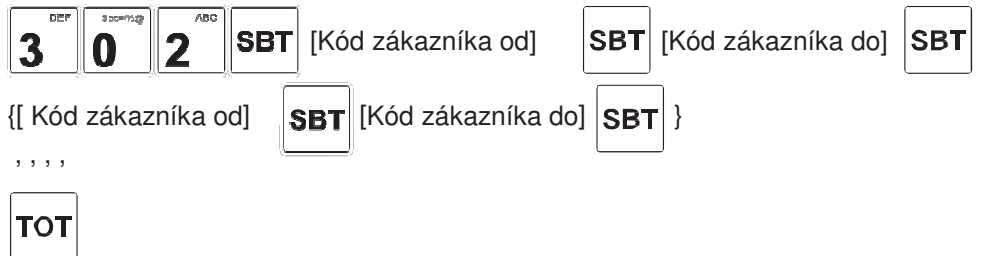 DEF 3 0 ABC 2 SBT [Kód zákazníka od] SBT [Kód zákazníka do] SBT
{[ Kód zákazníka od] SBT [Kód zákazníka do] SBT }
, , , ,
TOT